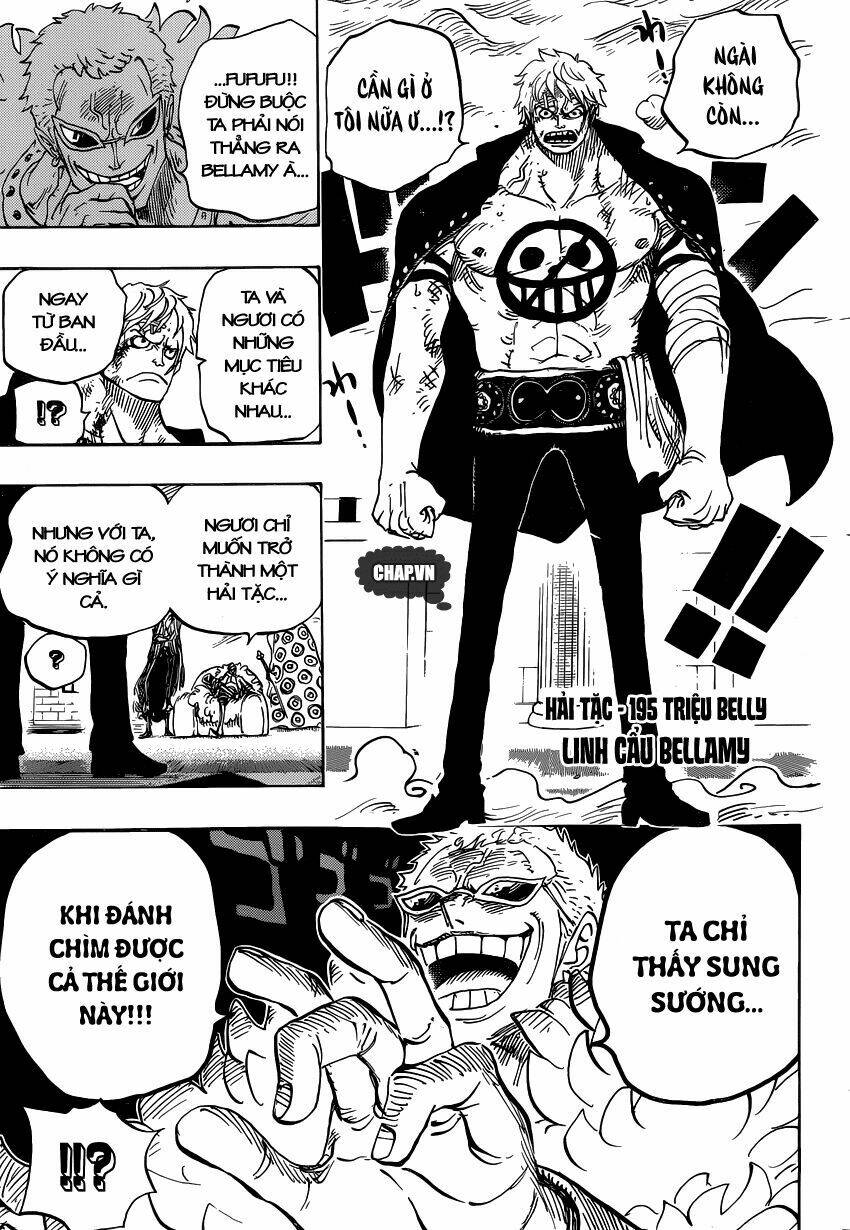 NGÀI
KHÔNG
CÒN...
CẦN GÌ Ở
TÔI NỮA Ư...!?
HẢI TẶC - 195 TRIỆU BELLY
LINH CẨU BELLAMY
...FUFUFU!!
ĐỪNG BUỘC
TA PHẢI NÓI
THẲNG RA
BELLAMY À...
TA VÀ
NGƯƠI CÓ
NHỮNG
MỤC TIÊU
KHÁC
NHAU...
NGAY
TỪ BAN
ĐẦU...
!?
NGƯƠI CHỈ
MUỐN TRỞ
THÀNH MỘT
HẢI TẶC...
NHƯNG VỚI TA,
NÓ KHÔNG CÓ
Ý NGHĨA GÌ
CẢ.
?
CHAP.VN
TA CHỈ
THẤY SUNG
SƯỚNG...
KHI ĐÁNH
CHÌM ĐƯỢC
CẢ THẾ GIỚI
NÀY!!!
!!?